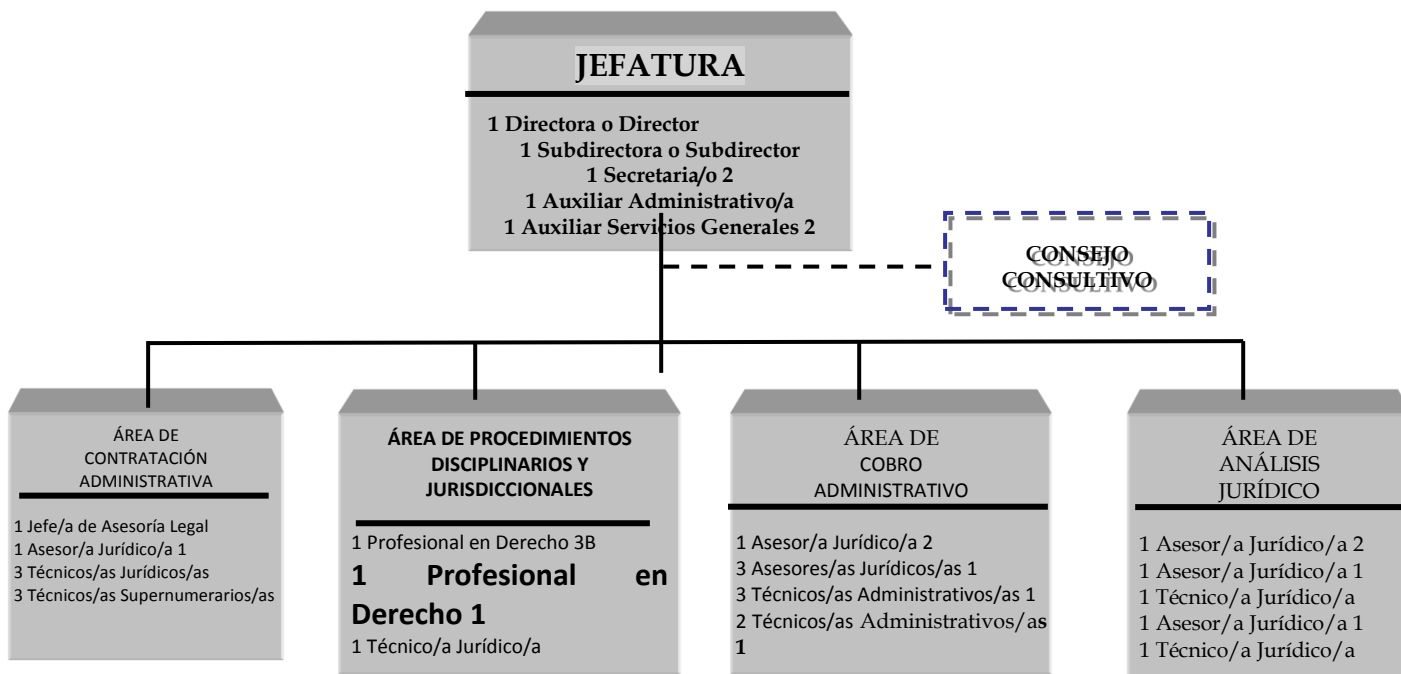 JEFATURA
1 Directora o Director
1 Subdirectora o Subdirector
1 Secretaria/o 2
1 Auxiliar Administrativo/a
1 Auxiliar Servicios Generales 2
CONSEJO
CONSULTIVO
ÁREA DE
CONTRATACIÓN
ADMINISTRATIVA
1 Jefe/a de Asesoría Legal
1 Asesor/a Jurídico/a 1
3 Técnicos/as Jurídicos/as
3 Técnicos/as Supernumerarios/as
ÁREA DE PROCEDIMIENTOS
DISCIPLINARIOS Y
JURISDICCIONALES
1 Profesional en Derecho 3B
1 Profesional en
Derecho 1
1 Técnico/a Jurídico/a
ÁREA DE
COBRO
ADMINISTRATIVO
1 Asesor/a Jurídico/a 2
3 Asesores/as Jurídicos/as 1
3 Técnicos/as Administrativos/as 1
2 Técnicos/as Administrativos/as
1
ÁREA DE
ANÁLISIS
JURÍDICO
1 Asesor/a Jurídico/a 2
1 Asesor/a Jurídico/a 1
1 Técnico/a Jurídico/a
1 Asesor/a Jurídico/a 1
1 Técnico/a Jurídico/a